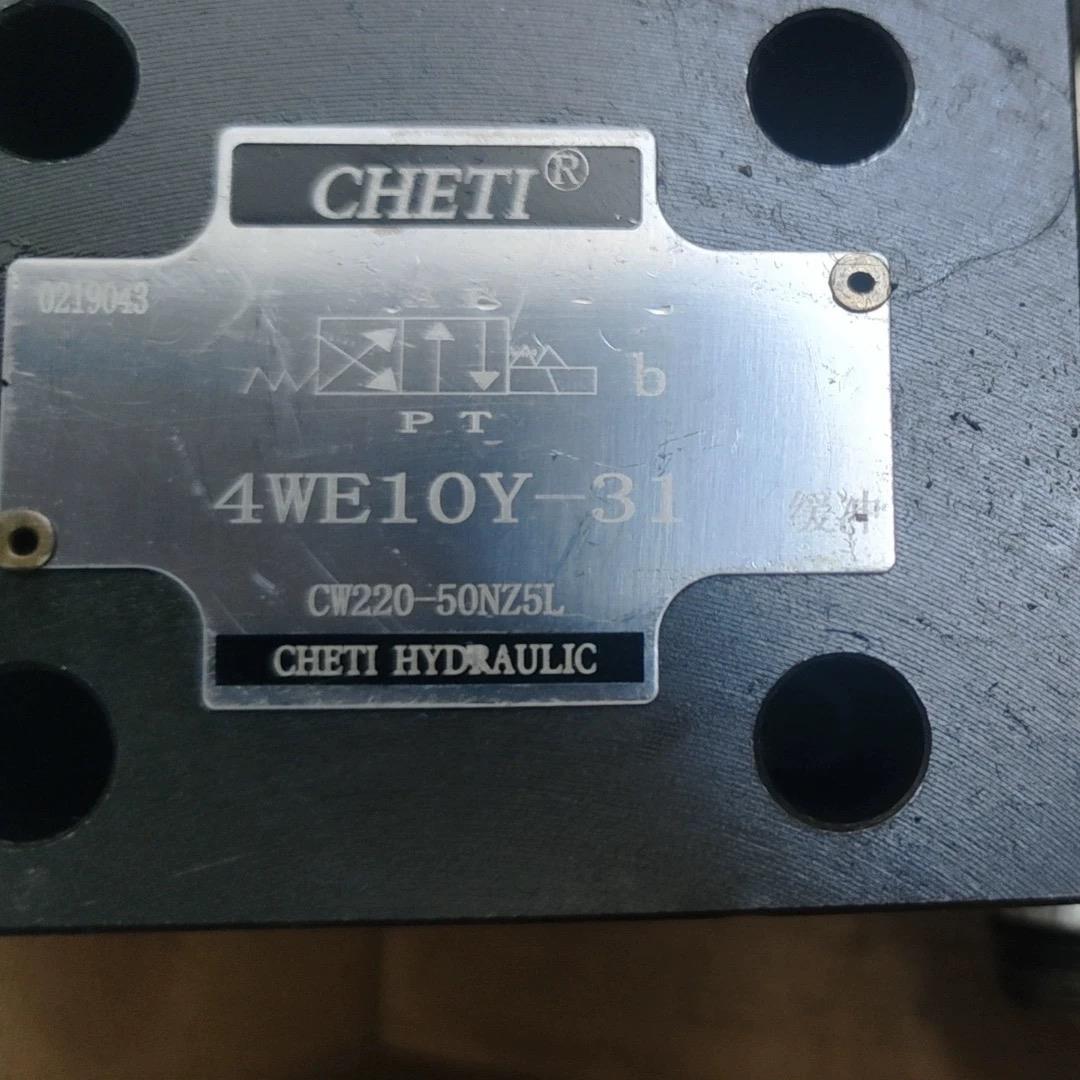 CHETI®
0219043
A B
b
P T
4WE10Y-31
缓冲
CW220-50NZ5L
CHETI HYDRAULIC